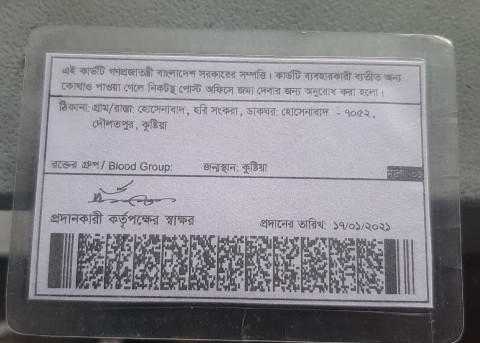 এই কার্ডটি গণপ্রজাতন্ত্রী বাংলাদেশ সরকারের সম্পত্তি। কার্ডটি ব্যবহারকারী ব্যতীত অন্য
কোথাও পাওয়া গেলে নিকটস্থ পোস্ট অফিসে জমা দেবার জন্য অনুরোধ করা হলো।
ঠিকানা: গ্রাম/রাস্তা: হোসেনাবাদ, হরি সংকরা, ডাকঘর: হোসেনাবাদ - ৭০৫২,
দৌলতপুর, কুষ্টিয়া
রক্তের গ্রুপ / Blood Group: জন্মস্থান: কুষ্টিয়া
প্রদানকারী কর্তৃপক্ষের স্বাক্ষর প্রদানের তারিখ: ১৭/০১/২০২১